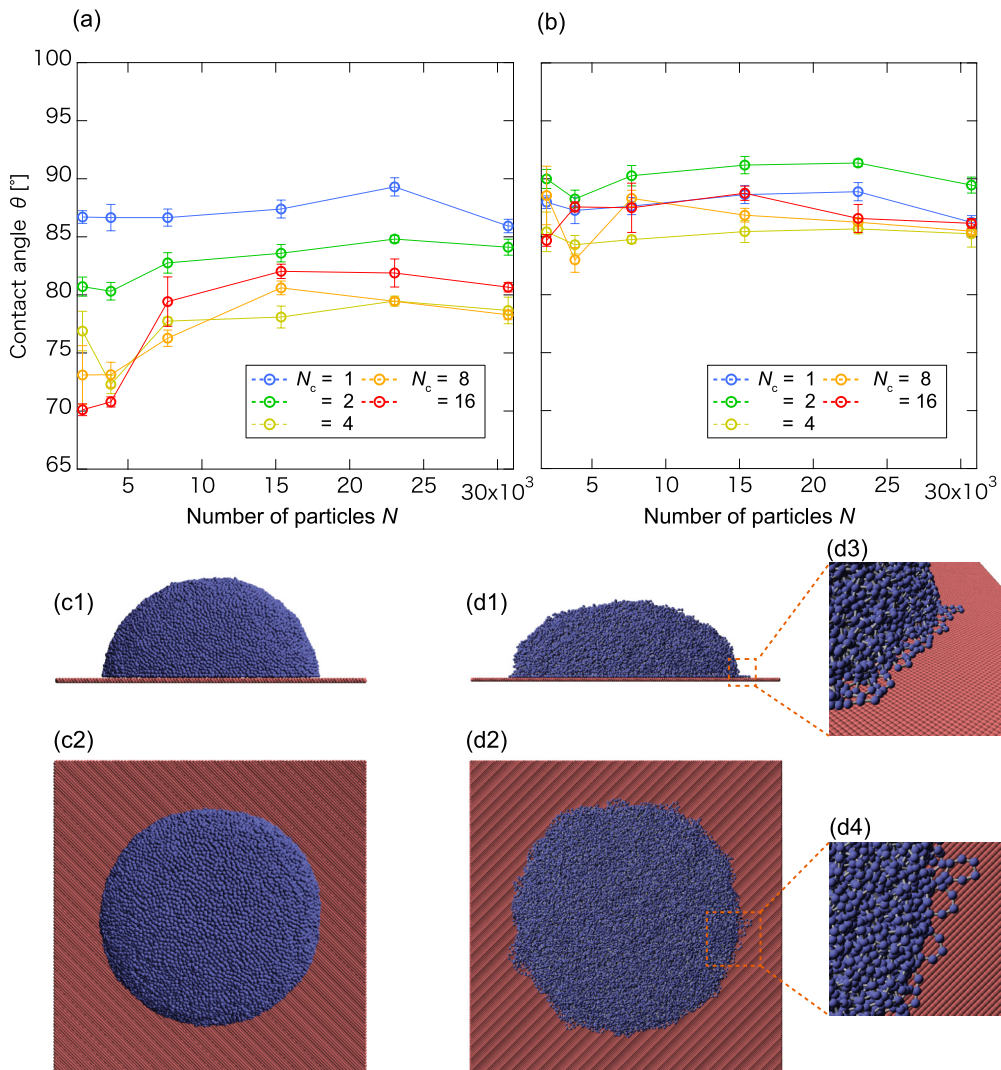 (a)
(b)
Contact angle θ [°]
100
95
90
85
80
75
70
65
5
10
15
20
25
30x10³
Number of particles N
N_c = 1
= 2
= 4
N_c = 8
= 16
5
10
15
20
25
30x10³
Number of particles N
N_c = 1
= 2
= 4
N_c = 8
= 16
(c1)
(d1)
(d3)
(c2)
(d2)
(d4)